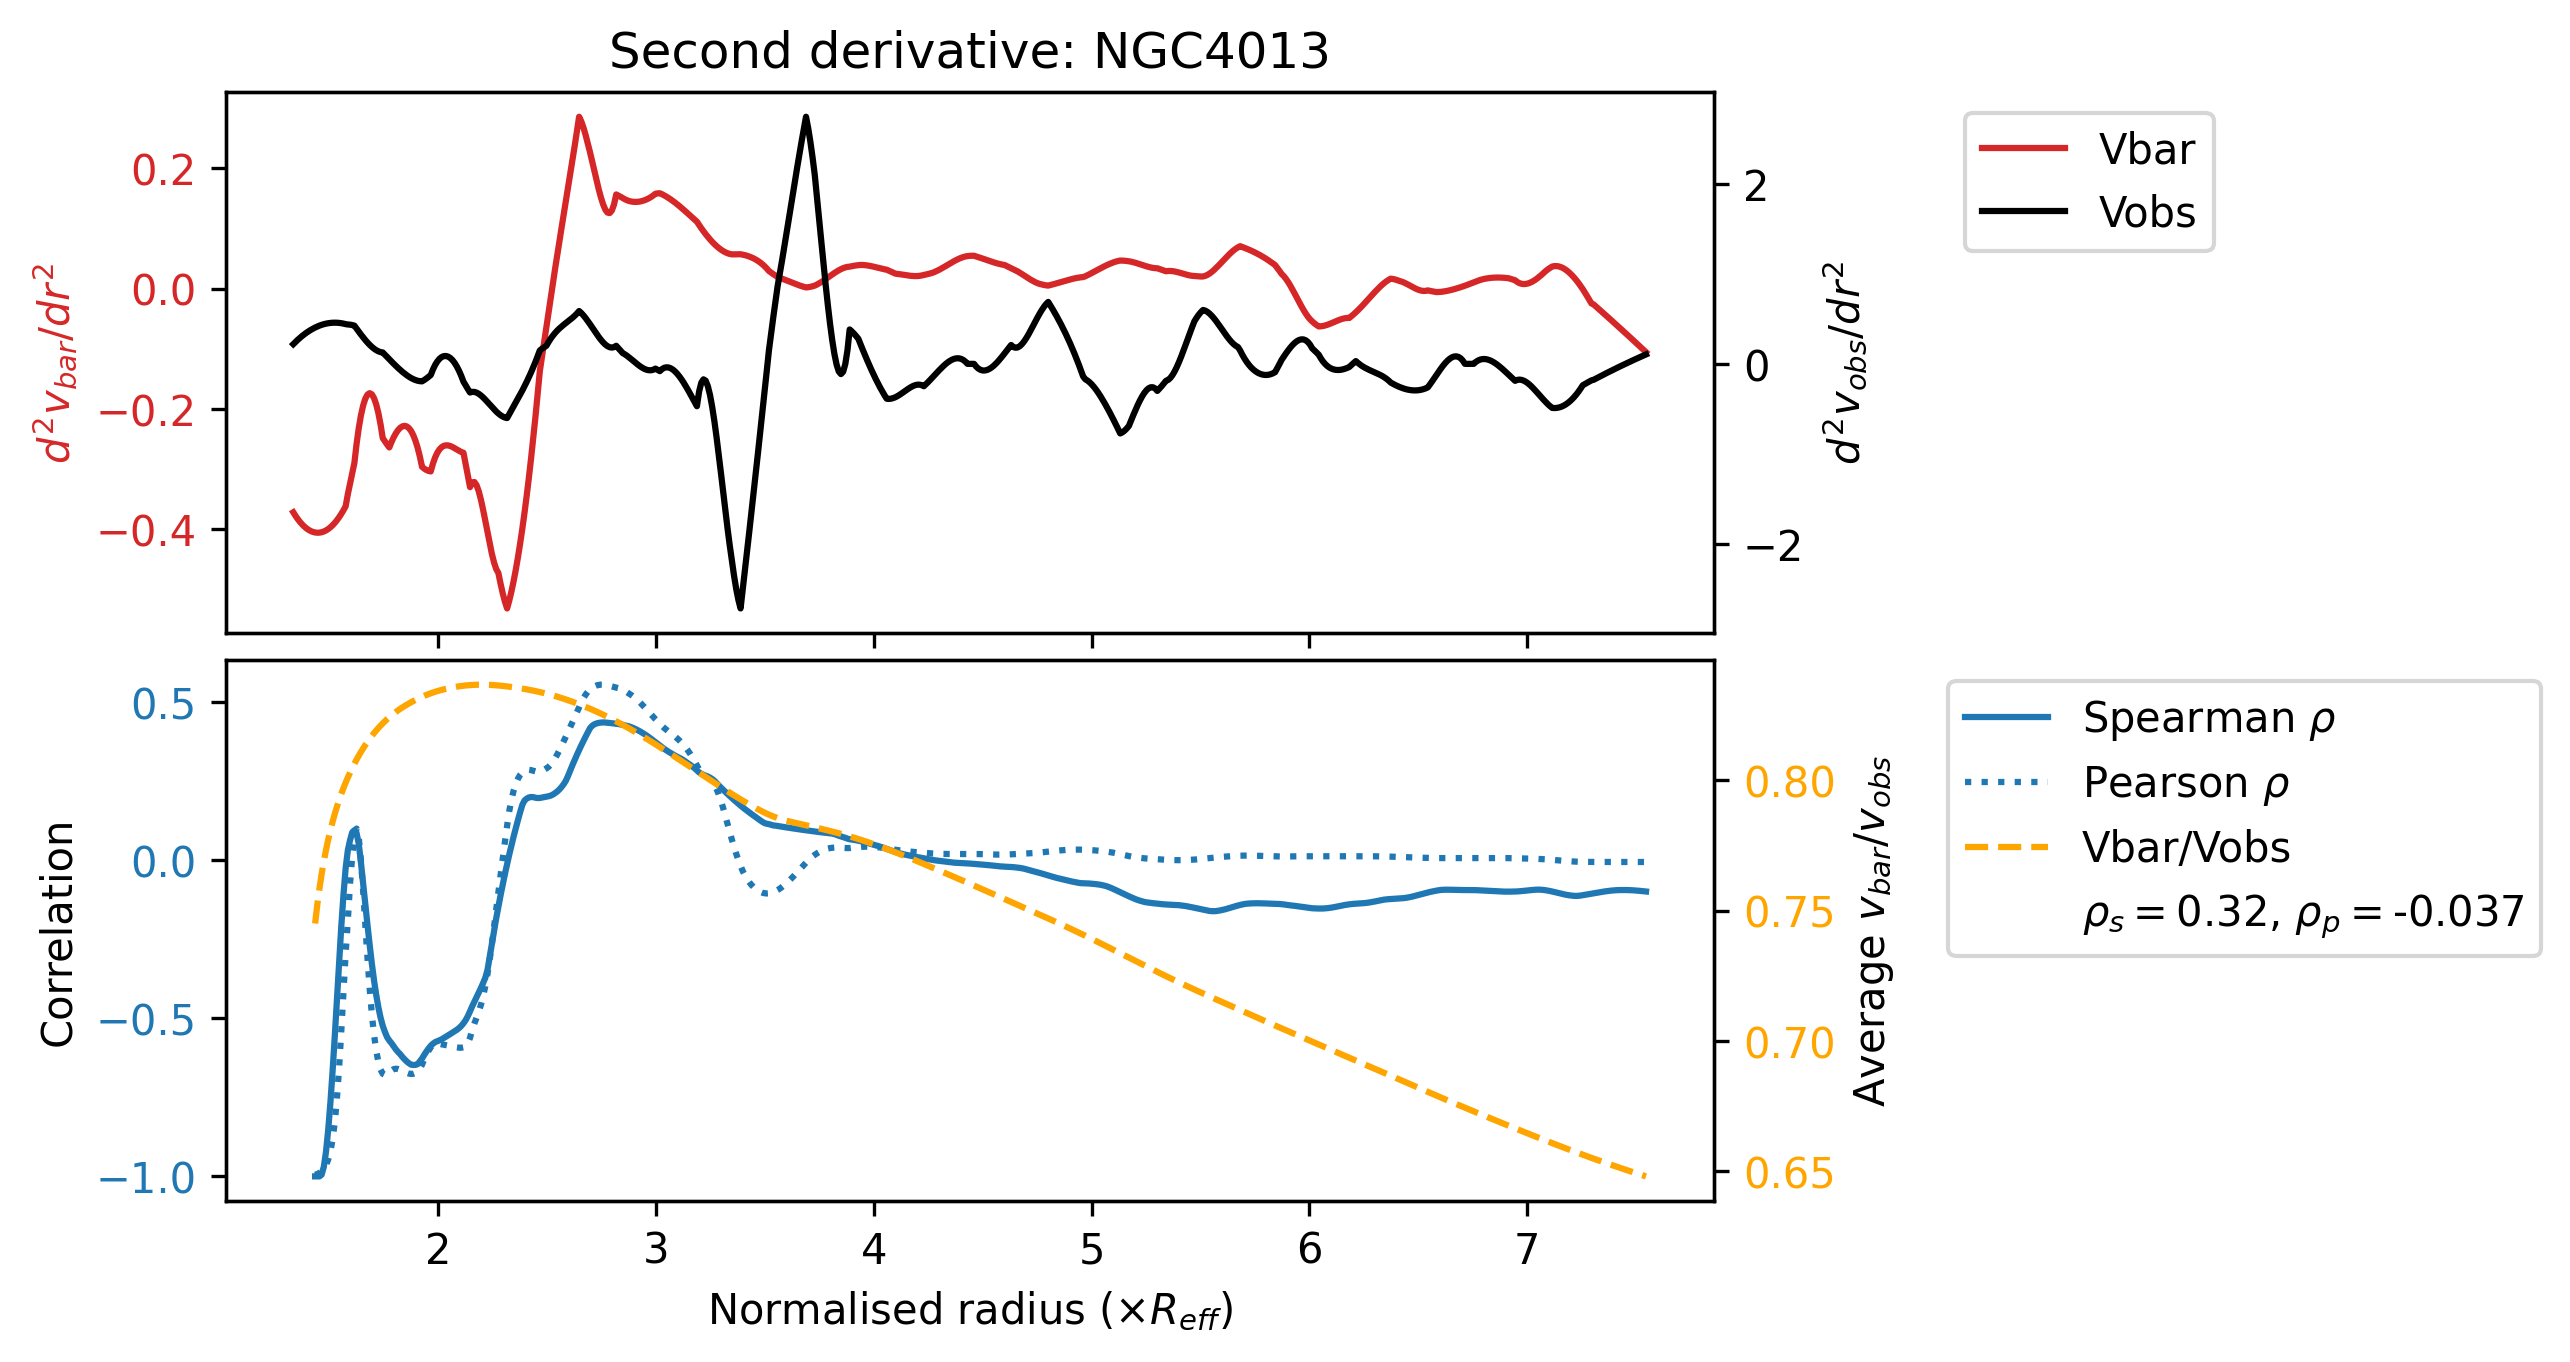 Second derivative: NGC4013
0.2
0.0
−0.2
−0.4
d²v_bar/dr²
2
0
−2
d²v_obs/dr²
Vbar
Vobs
0.5
0.0
−0.5
−1.0
Correlation
0.80
0.75
0.70
0.65
Average v_bar/v_obs
Spearman ρ
Pearson ρ
Vbar/Vobs
ρ_s = 0.32, ρ_p = -0.037
2 3 4 5 6 7
Normalised radius (×R_eff)